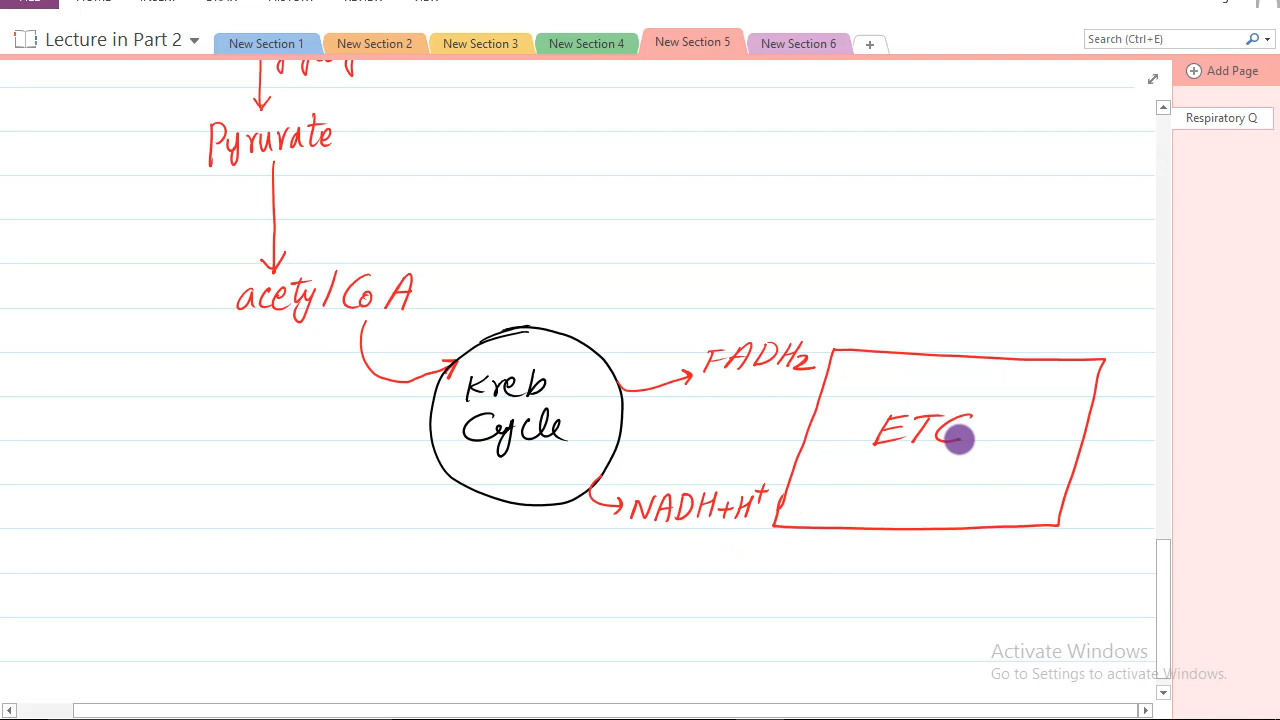 Lecture in Part 2
New Section 1
New Section 2
New Section 3
New Section 4
New Section 5
New Section 6
Search (Ctrl+E)
Add Page
Respiratory Q
Pyruvate
acetyl CoA
Kreb
Cycle
FADH2
NADH+H+
ETC
Activate Windows
Go to Settings to activate Windows.